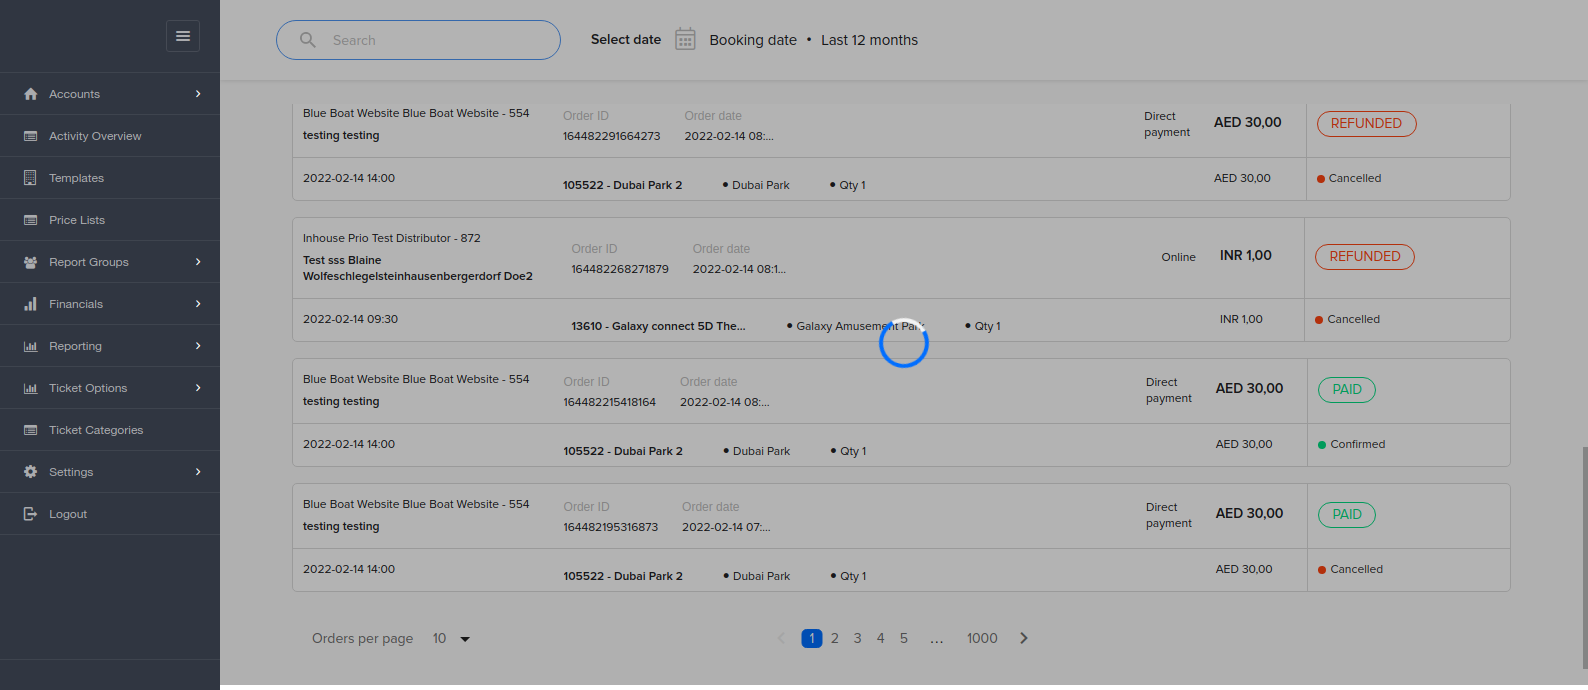 Search
Select date
Booking date • Last 12 months
Accounts
Activity Overview
Templates
Price Lists
Report Groups
Financials
Reporting
Ticket Options
Ticket Categories
Settings
Logout
Blue Boat Website Blue Boat Website - 554
testing testing
Order ID
164482291664273
Order date
2022-02-14 08:...
Direct
payment
AED 30,00
REFUNDED
2022-02-14 14:00
105522 - Dubai Park 2
• Dubai Park
• Qty 1
AED 30,00
Cancelled
Inhouse Prio Test Distributor - 872
Test sss Blaine
Wolfeschlegelsteinhausenbergerdorf Doe2
Order ID
164482268271879
Order date
2022-02-14 08:1...
Online
INR 1,00
REFUNDED
2022-02-14 09:30
13610 - Galaxy connect 5D The...
• Galaxy Amusement Park
• Qty 1
INR 1,00
Cancelled
Blue Boat Website Blue Boat Website - 554
testing testing
Order ID
164482215418164
Order date
2022-02-14 08:...
Direct
payment
AED 30,00
PAID
2022-02-14 14:00
105522 - Dubai Park 2
• Dubai Park
• Qty 1
AED 30,00
Confirmed
Blue Boat Website Blue Boat Website - 554
testing testing
Order ID
164482195316873
Order date
2022-02-14 07:...
Direct
payment
AED 30,00
PAID
2022-02-14 14:00
105522 - Dubai Park 2
• Dubai Park
• Qty 1
AED 30,00
Cancelled
Orders per page 10
1 2 3 4 5 ... 1000